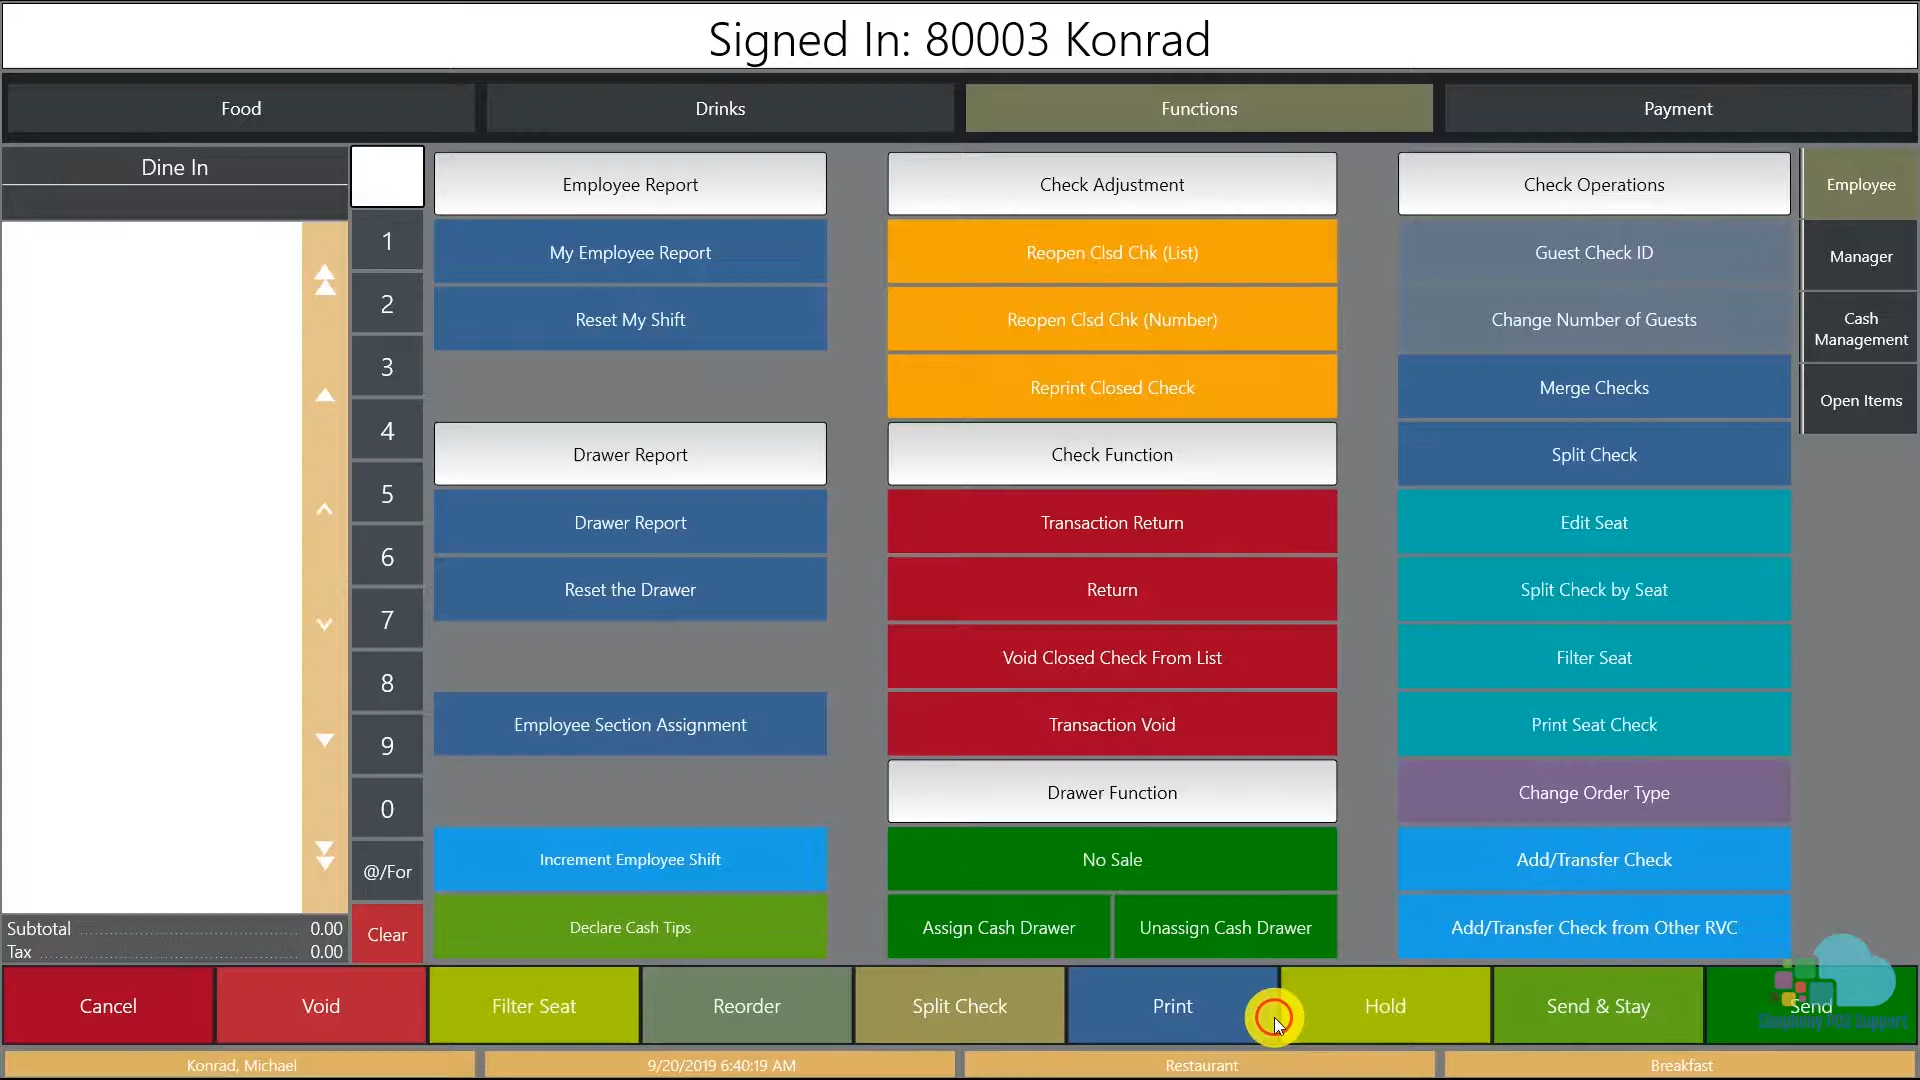 Signed In: 80003 Konrad
Food
Drinks
Functions
Payment
Dine In
1
2
3
4
5
6
7
8
9
0
@/For
Clear
Subtotal 0.00
Tax 0.00
Employee Report
My Employee Report
Reset My Shift
Drawer Report
Drawer Report
Reset the Drawer
Employee Section Assignment
Increment Employee Shift
Declare Cash Tips
Check Adjustment
Reopen Clsd Chk (List)
Reopen Clsd Chk (Number)
Reprint Closed Check
Check Function
Transaction Return
Return
Void Closed Check From List
Transaction Void
Drawer Function
No Sale
Assign Cash Drawer
Unassign Cash Drawer
Check Operations
Guest Check ID
Change Number of Guests
Merge Checks
Split Check
Edit Seat
Split Check by Seat
Filter Seat
Print Seat Check
Change Order Type
Add/Transfer Check
Add/Transfer Check from Other RVC
Employee
Manager
Cash
Management
Open Items
Cancel
Void
Filter Seat
Reorder
Split Check
Print
Hold
Send & Stay
Send
Simphony POS Support
Konrad, Michael
9/20/2019 6:40:19 AM
Restaurant
Breakfast